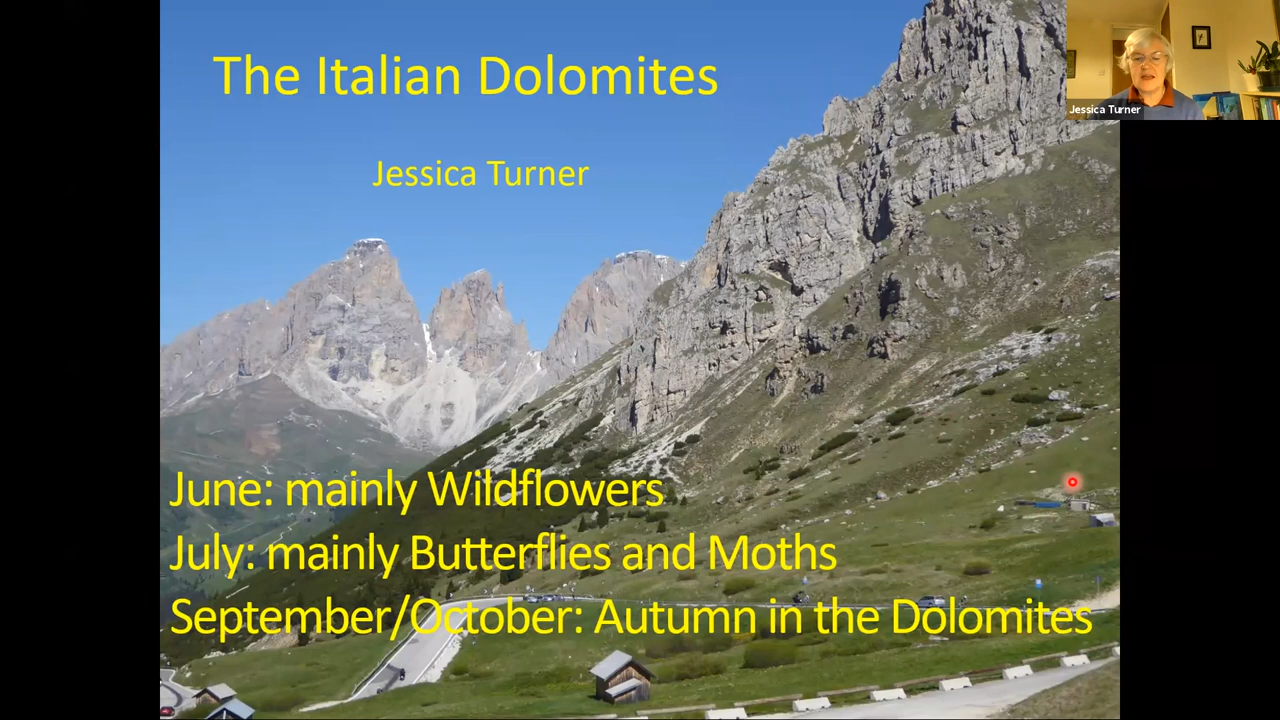 The Italian Dolomites
Jessica Turner
Jessica Turner
June: mainly Wildflowers
July: mainly Butterflies and Moths
September/October: Autumn in the Dolomites